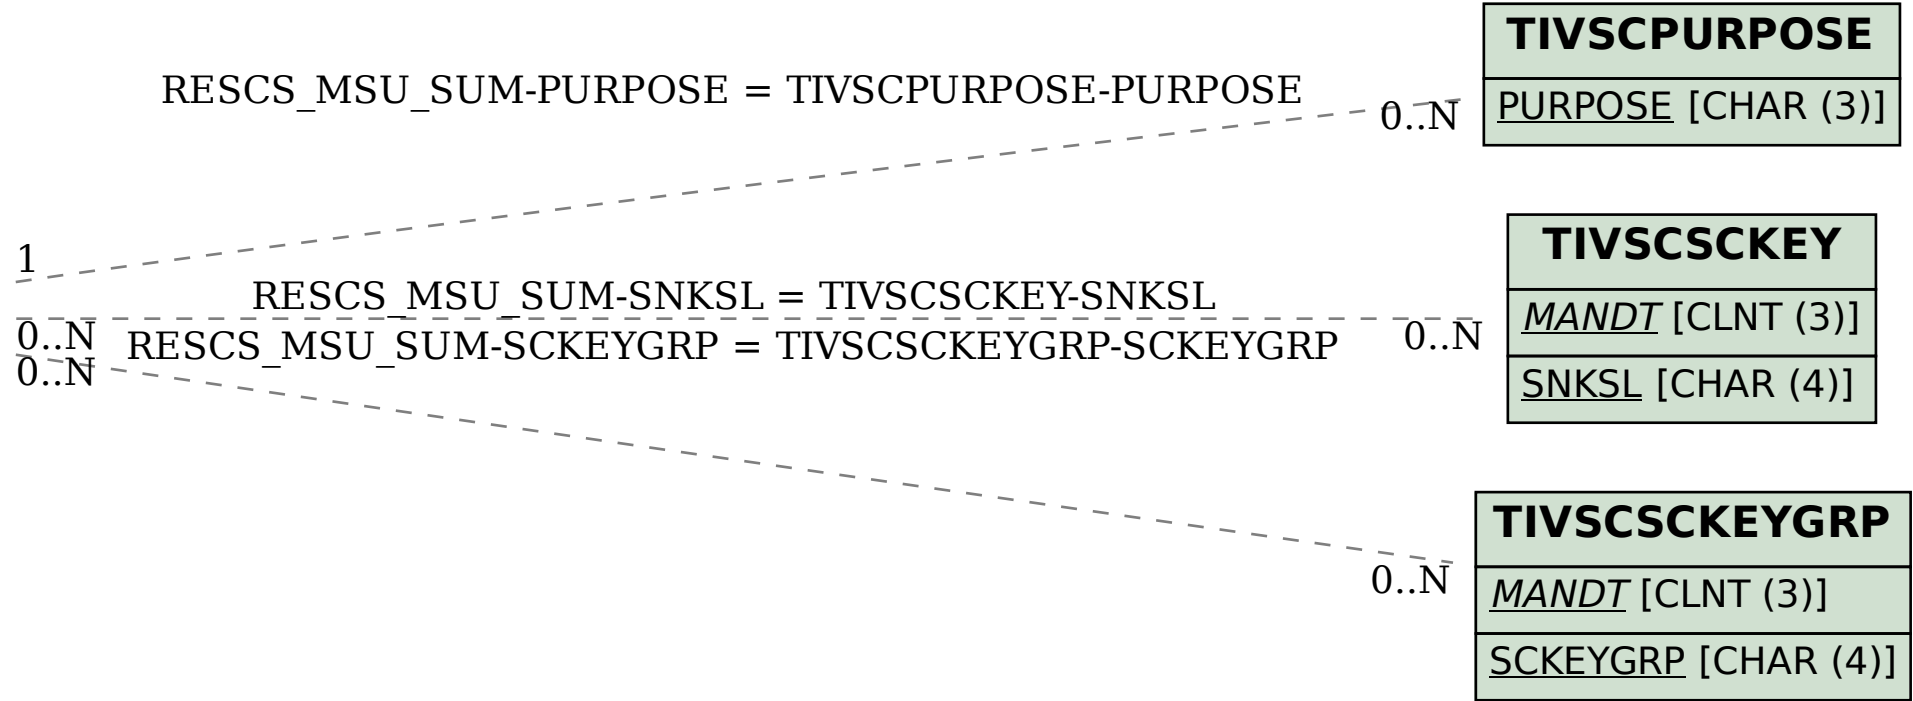 TIVSCPURPOSE
RESCS_MSU_SUM-PURPOSE = TIVSCPURPOSE-PURPOSE
0..N
PURPOSE [CHAR (3)]
TIVSCSCKEY
1
RESCS_MSU_SUM-SNKSL = TIVSCSCKEY-SNKSL
MANDT [CLNT (3)]
0..N
0..N
RESCS_MSU_SUM-SCKEYGRP = TIVSCSCKEYGRP-SCKEYGRP
0..N
SNKSL [CHAR (4)]
TIVSCSCKEYGRP
0..N
MANDT [CLNT (3)]
SCKEYGRP [CHAR (4)]